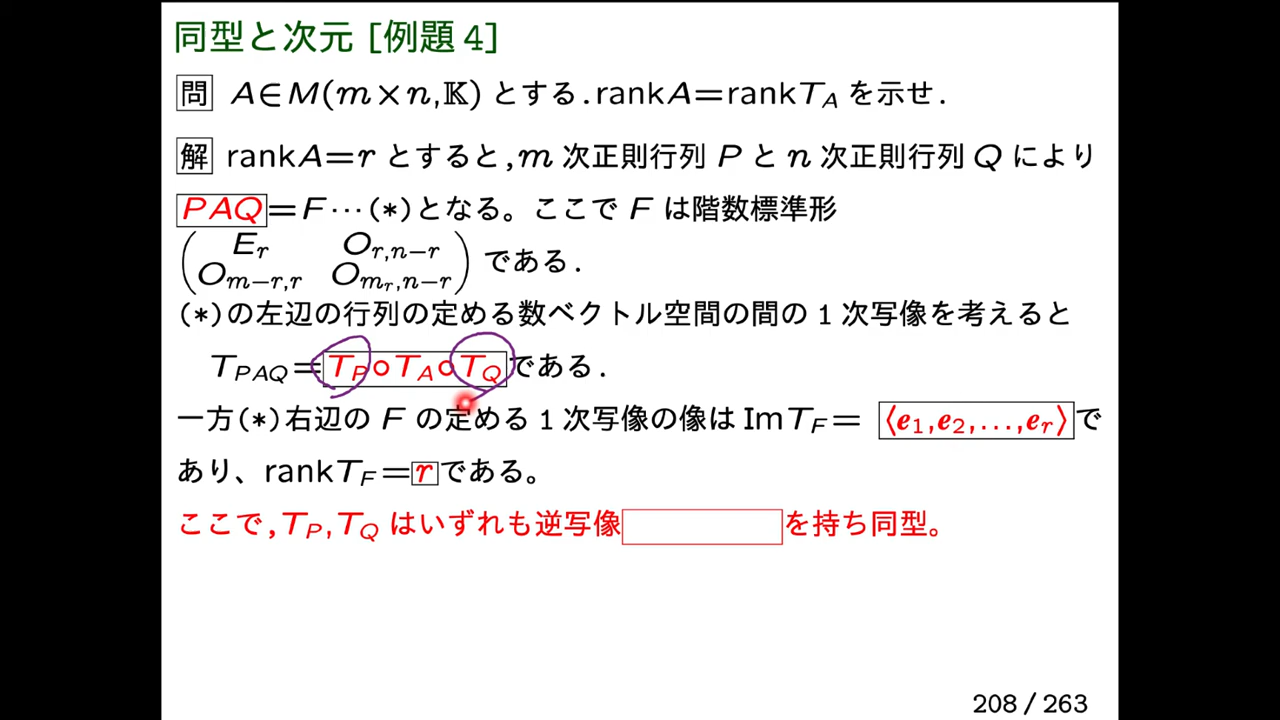 同型と次元 [例題 4]
問 A∈M(m×n,𝕂) とする.rankA=rankT_A を示せ.
解 rankA=r とすると,m 次正則行列 P と n 次正則行列 Q により
PAQ=F⋯(*)となる。ここで F は階数標準形
(E_r O_{r,n−r}
O_{m−r,r} O_{m_r,n−r}) である.
(*)の左辺の行列の定める数ベクトル空間の間の 1 次写像を考えると
T_{PAQ}=T_P∘T_A∘T_Qである.
一方(*)右辺の F の定める 1 次写像の像は ImT_F= ⟨e_1,e_2,...,e_r⟩で
あり、rankT_F=rである。
ここで,T_P,T_Q はいずれも逆写像 を持ち同型。
208 / 263